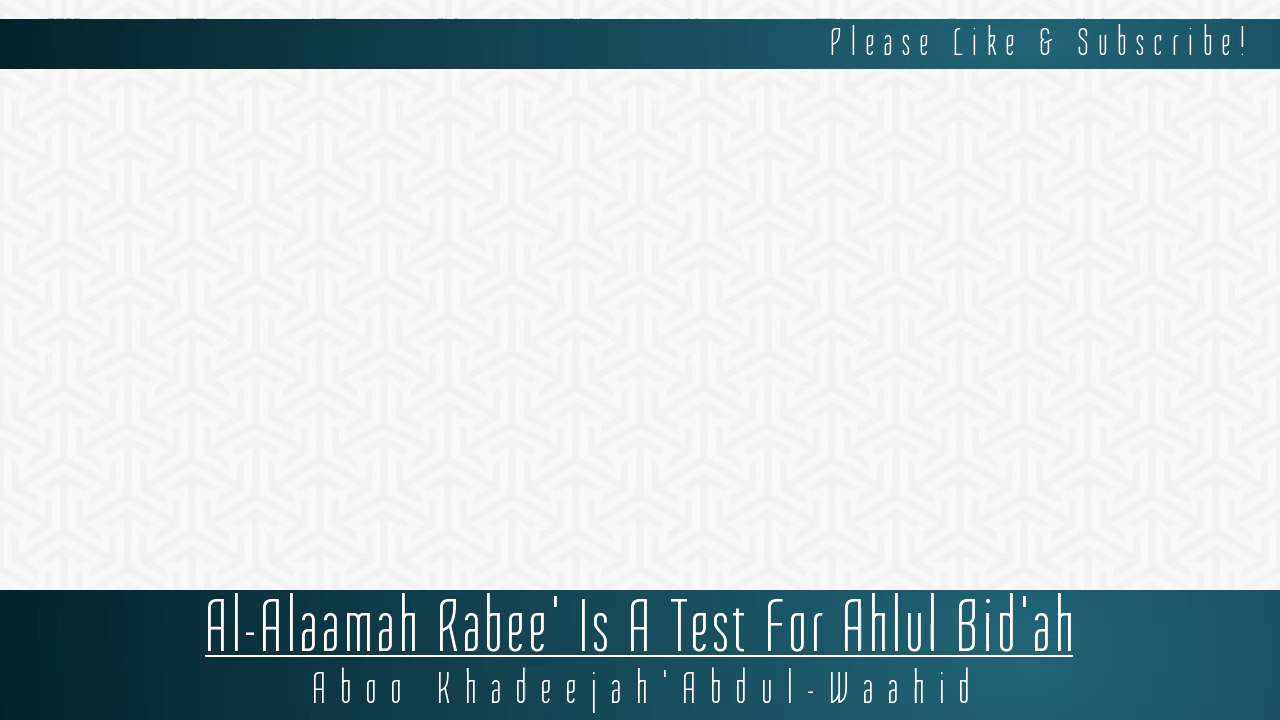 Please Like & Subscribe!
Al-Alaamah Rabee' Is A Test For Ahlul Bid'ah
Aboo Khadeejah'Abdul-Waahid